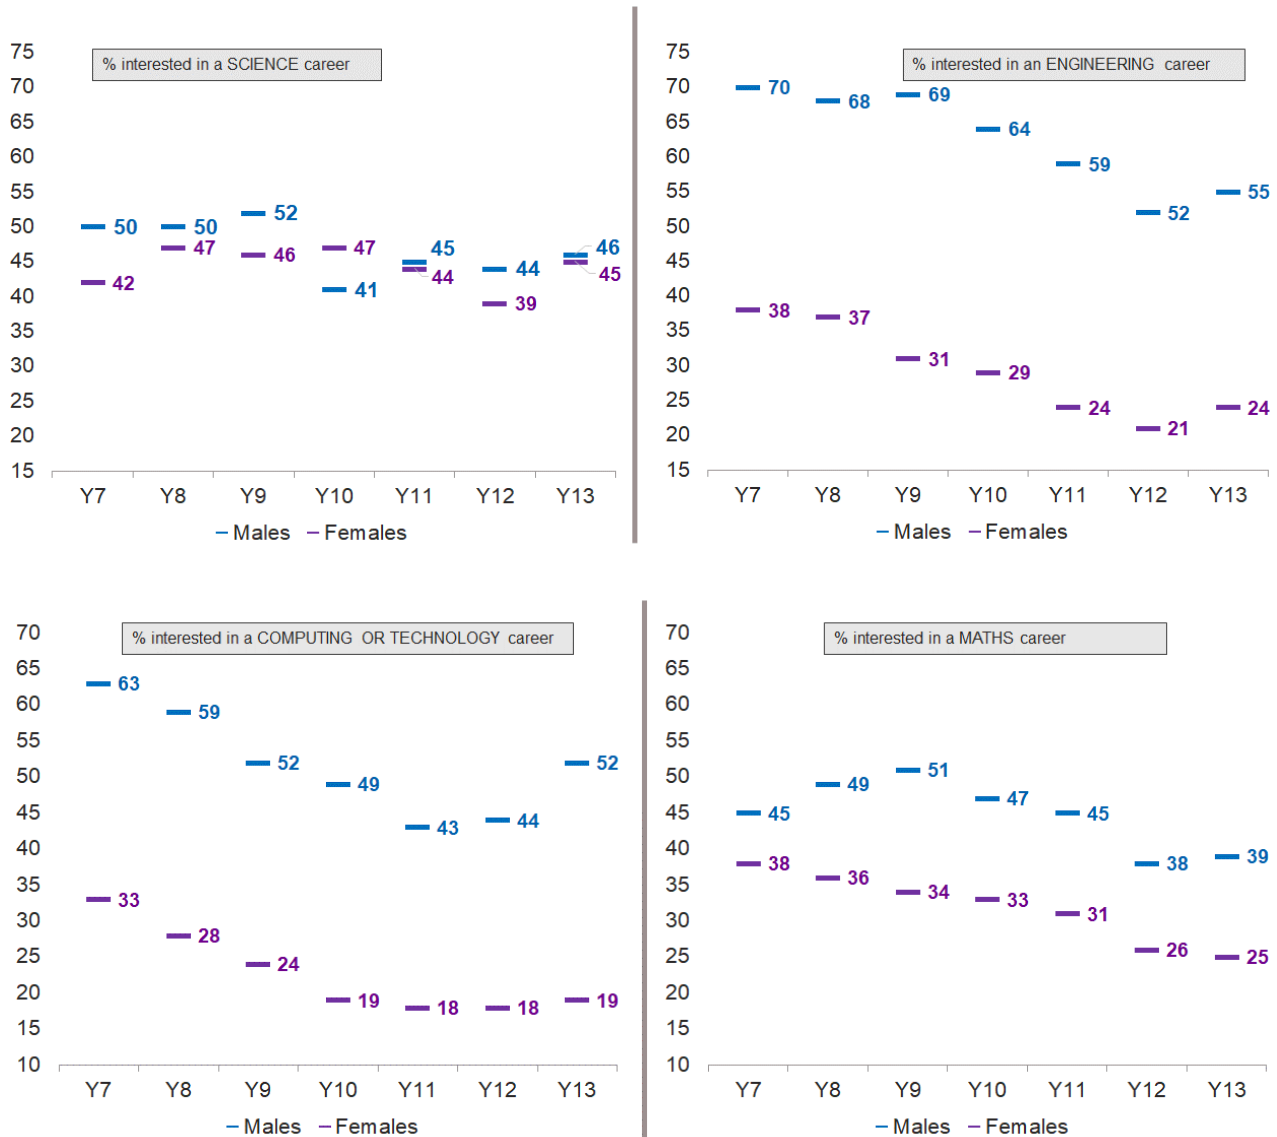 % interested in a SCIENCE career
75
70
65
60
55
50
45
40
35
30
25
20
15
50 50 52 41 45 44 46
42 47 46 47 44 39 45
Y7 Y8 Y9 Y10 Y11 Y12 Y13
Males Females
% interested in an ENGINEERING career
75
70
65
60
55
50
45
40
35
30
25
20
15
70 68 69 64 59 52 55
38 37 31 29 24 21 24
Y7 Y8 Y9 Y10 Y11 Y12 Y13
Males Females
% interested in a COMPUTING OR TECHNOLOGY career
70
65
60
55
50
45
40
35
30
25
20
15
10
63 59 52 49 43 44 52
33 28 24 19 18 18 19
Y7 Y8 Y9 Y10 Y11 Y12 Y13
Males Females
% interested in a MATHS career
70
65
60
55
50
45
40
35
30
25
20
15
10
45 49 51 47 45 38 39
38 36 34 33 31 26 25
Y7 Y8 Y9 Y10 Y11 Y12 Y13
Males Females